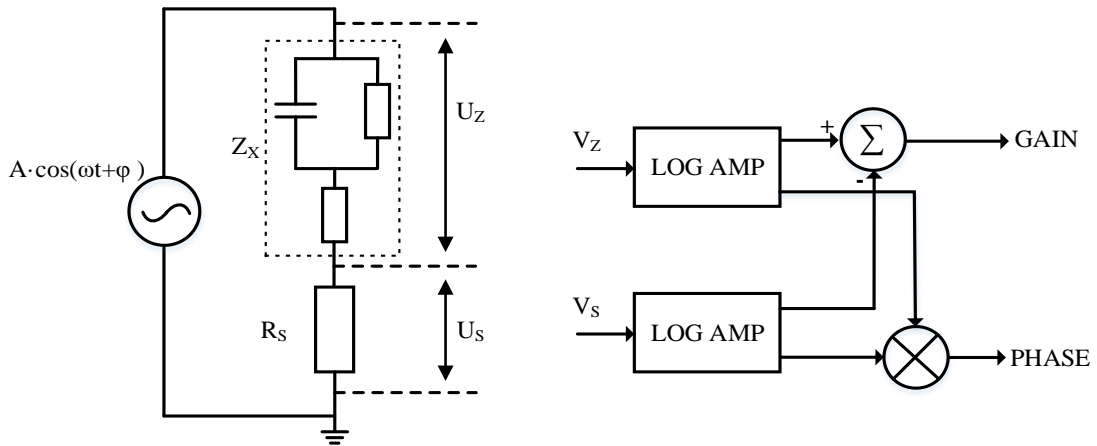 A·cos(ωt+φ )
Z_X
U_Z
R_S
U_S
V_Z
LOG AMP
+
Σ
-
GAIN
V_S
LOG AMP
PHASE